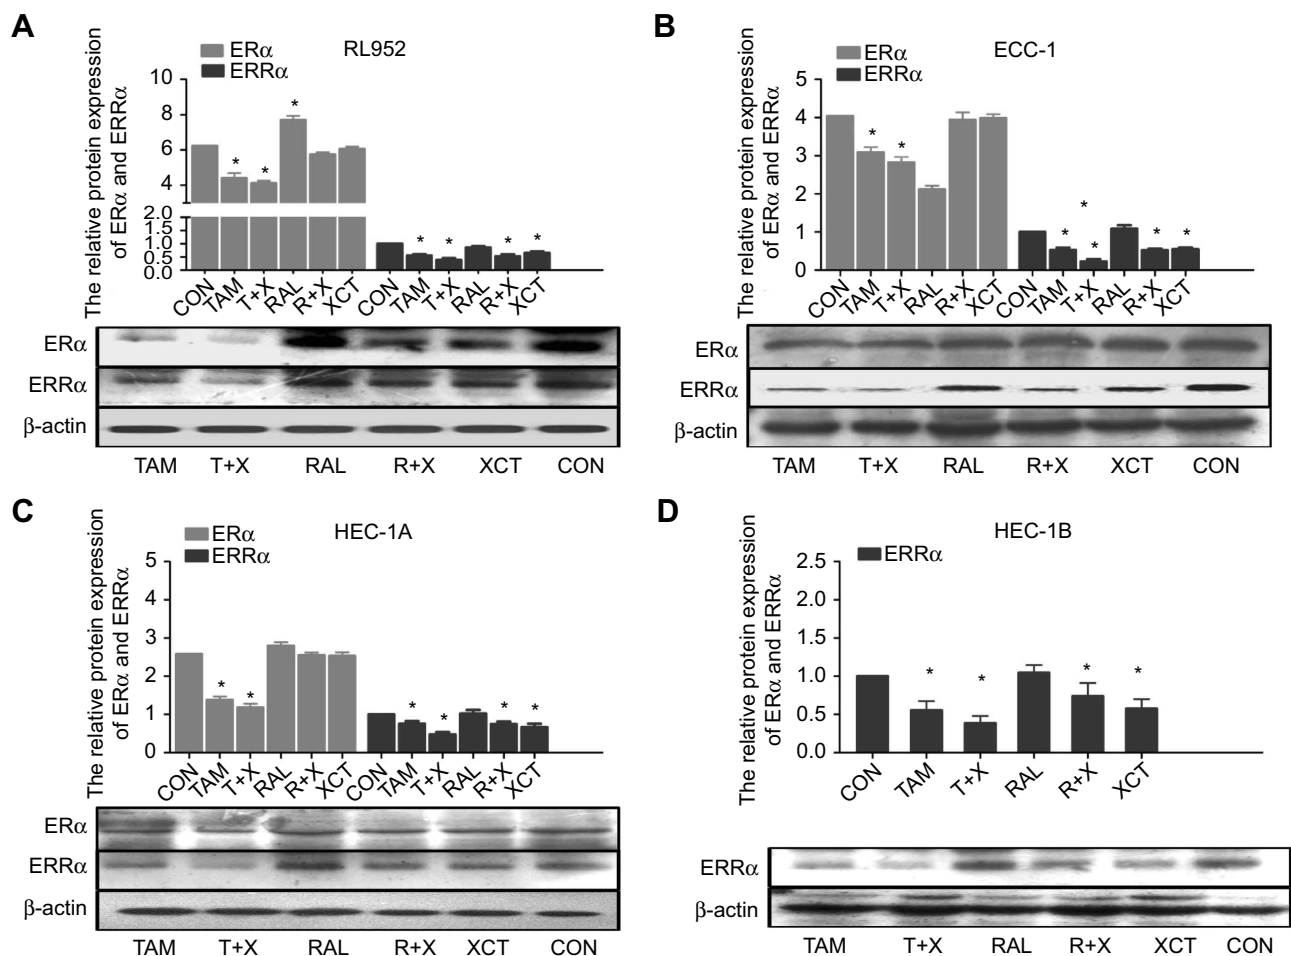 A
RL952
ERα
ERRα
The relative protein expression
of ERα and ERRα
10
8
6
4
2.0
1.5
1.0
0.5
0.0
* * *
* * * *
CON TAM T+X RAL R+X XCT CON TAM T+X RAL R+X XCT
ERα
ERRα
β-actin
TAM T+X RAL R+X XCT CON
B
ECC-1
ERα
ERRα
The relative protein expression
of ERα and ERRα
5
4
3
2
1
0
* * *
* * * *
CON TAM T+X RAL R+X XCT CON TAM T+X RAL R+X XCT
ERα
ERRα
β-actin
TAM T+X RAL R+X XCT CON
C
HEC-1A
ERα
ERRα
The relative protein expression
of ERα and ERRα
5
4
3
2
1
0
* *
* * * *
CON TAM T+X RAL R+X XCT CON TAM T+X RAL R+X XCT
ERα
ERRα
β-actin
TAM T+X RAL R+X XCT CON
D
HEC-1B
ERRα
The relative protein expression
of ERα and ERRα
2.5
2.0
1.5
1.0
0.5
0.0
* * * *
CON TAM T+X RAL R+X XCT
ERRα
β-actin
TAM T+X RAL R+X XCT CON